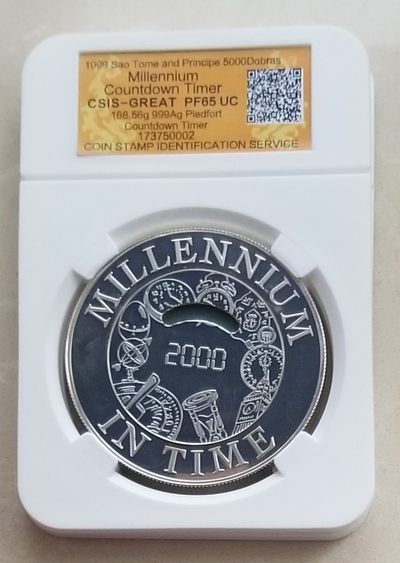 1999 Sao Tome and Principe 5000Dobras
Millennium
Countdown Timer
CSIS-GREAT PF65 UC
168.56g 999Ag Piedfort
Countdown Timer
173750002
COIN STAMP IDENTIFICATION SERVICE
MILLENNIUM
2000
IN TIME